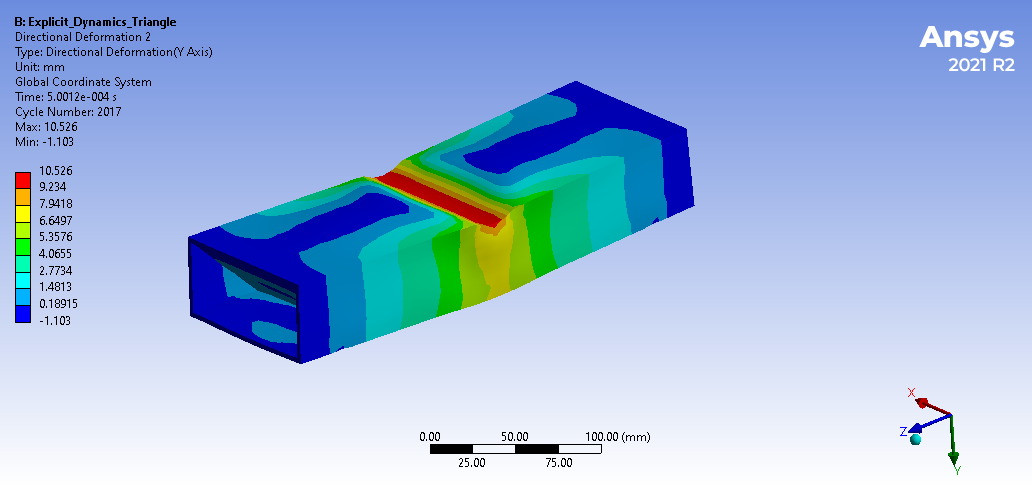 B: Explicit_Dynamics_Triangle
Directional Deformation 2
Type: Directional Deformation(Y Axis)
Unit: mm
Global Coordinate System
Time: 5.0012e-004 s
Cycle Number: 2017
Max: 10.526
Min: -1.103
Ansys
2021 R2
10.526
9.234
7.9418
6.6497
5.3576
4.0655
2.7734
1.4813
0.18915
-1.103
0.00 50.00 100.00 (mm)
25.00 75.00
X
Z
Y